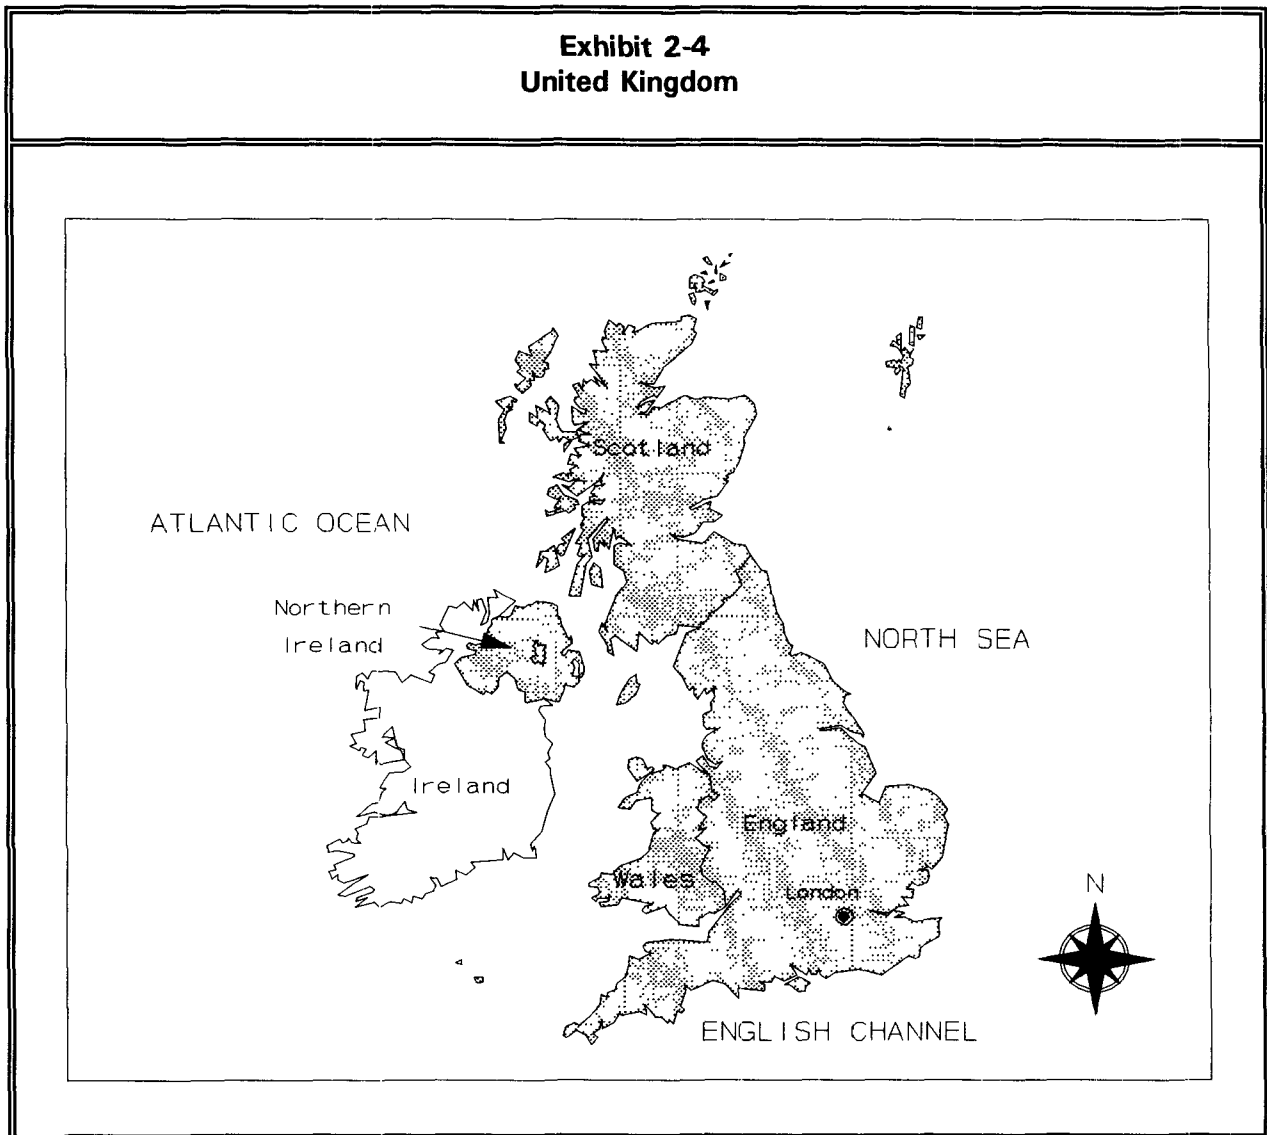 Exhibit 2-4
United Kingdom
Scotland
ATLANTIC OCEAN
Northern
Ireland
NORTH SEA
Ireland
England
Wales
London
N
ENGLISH CHANNEL